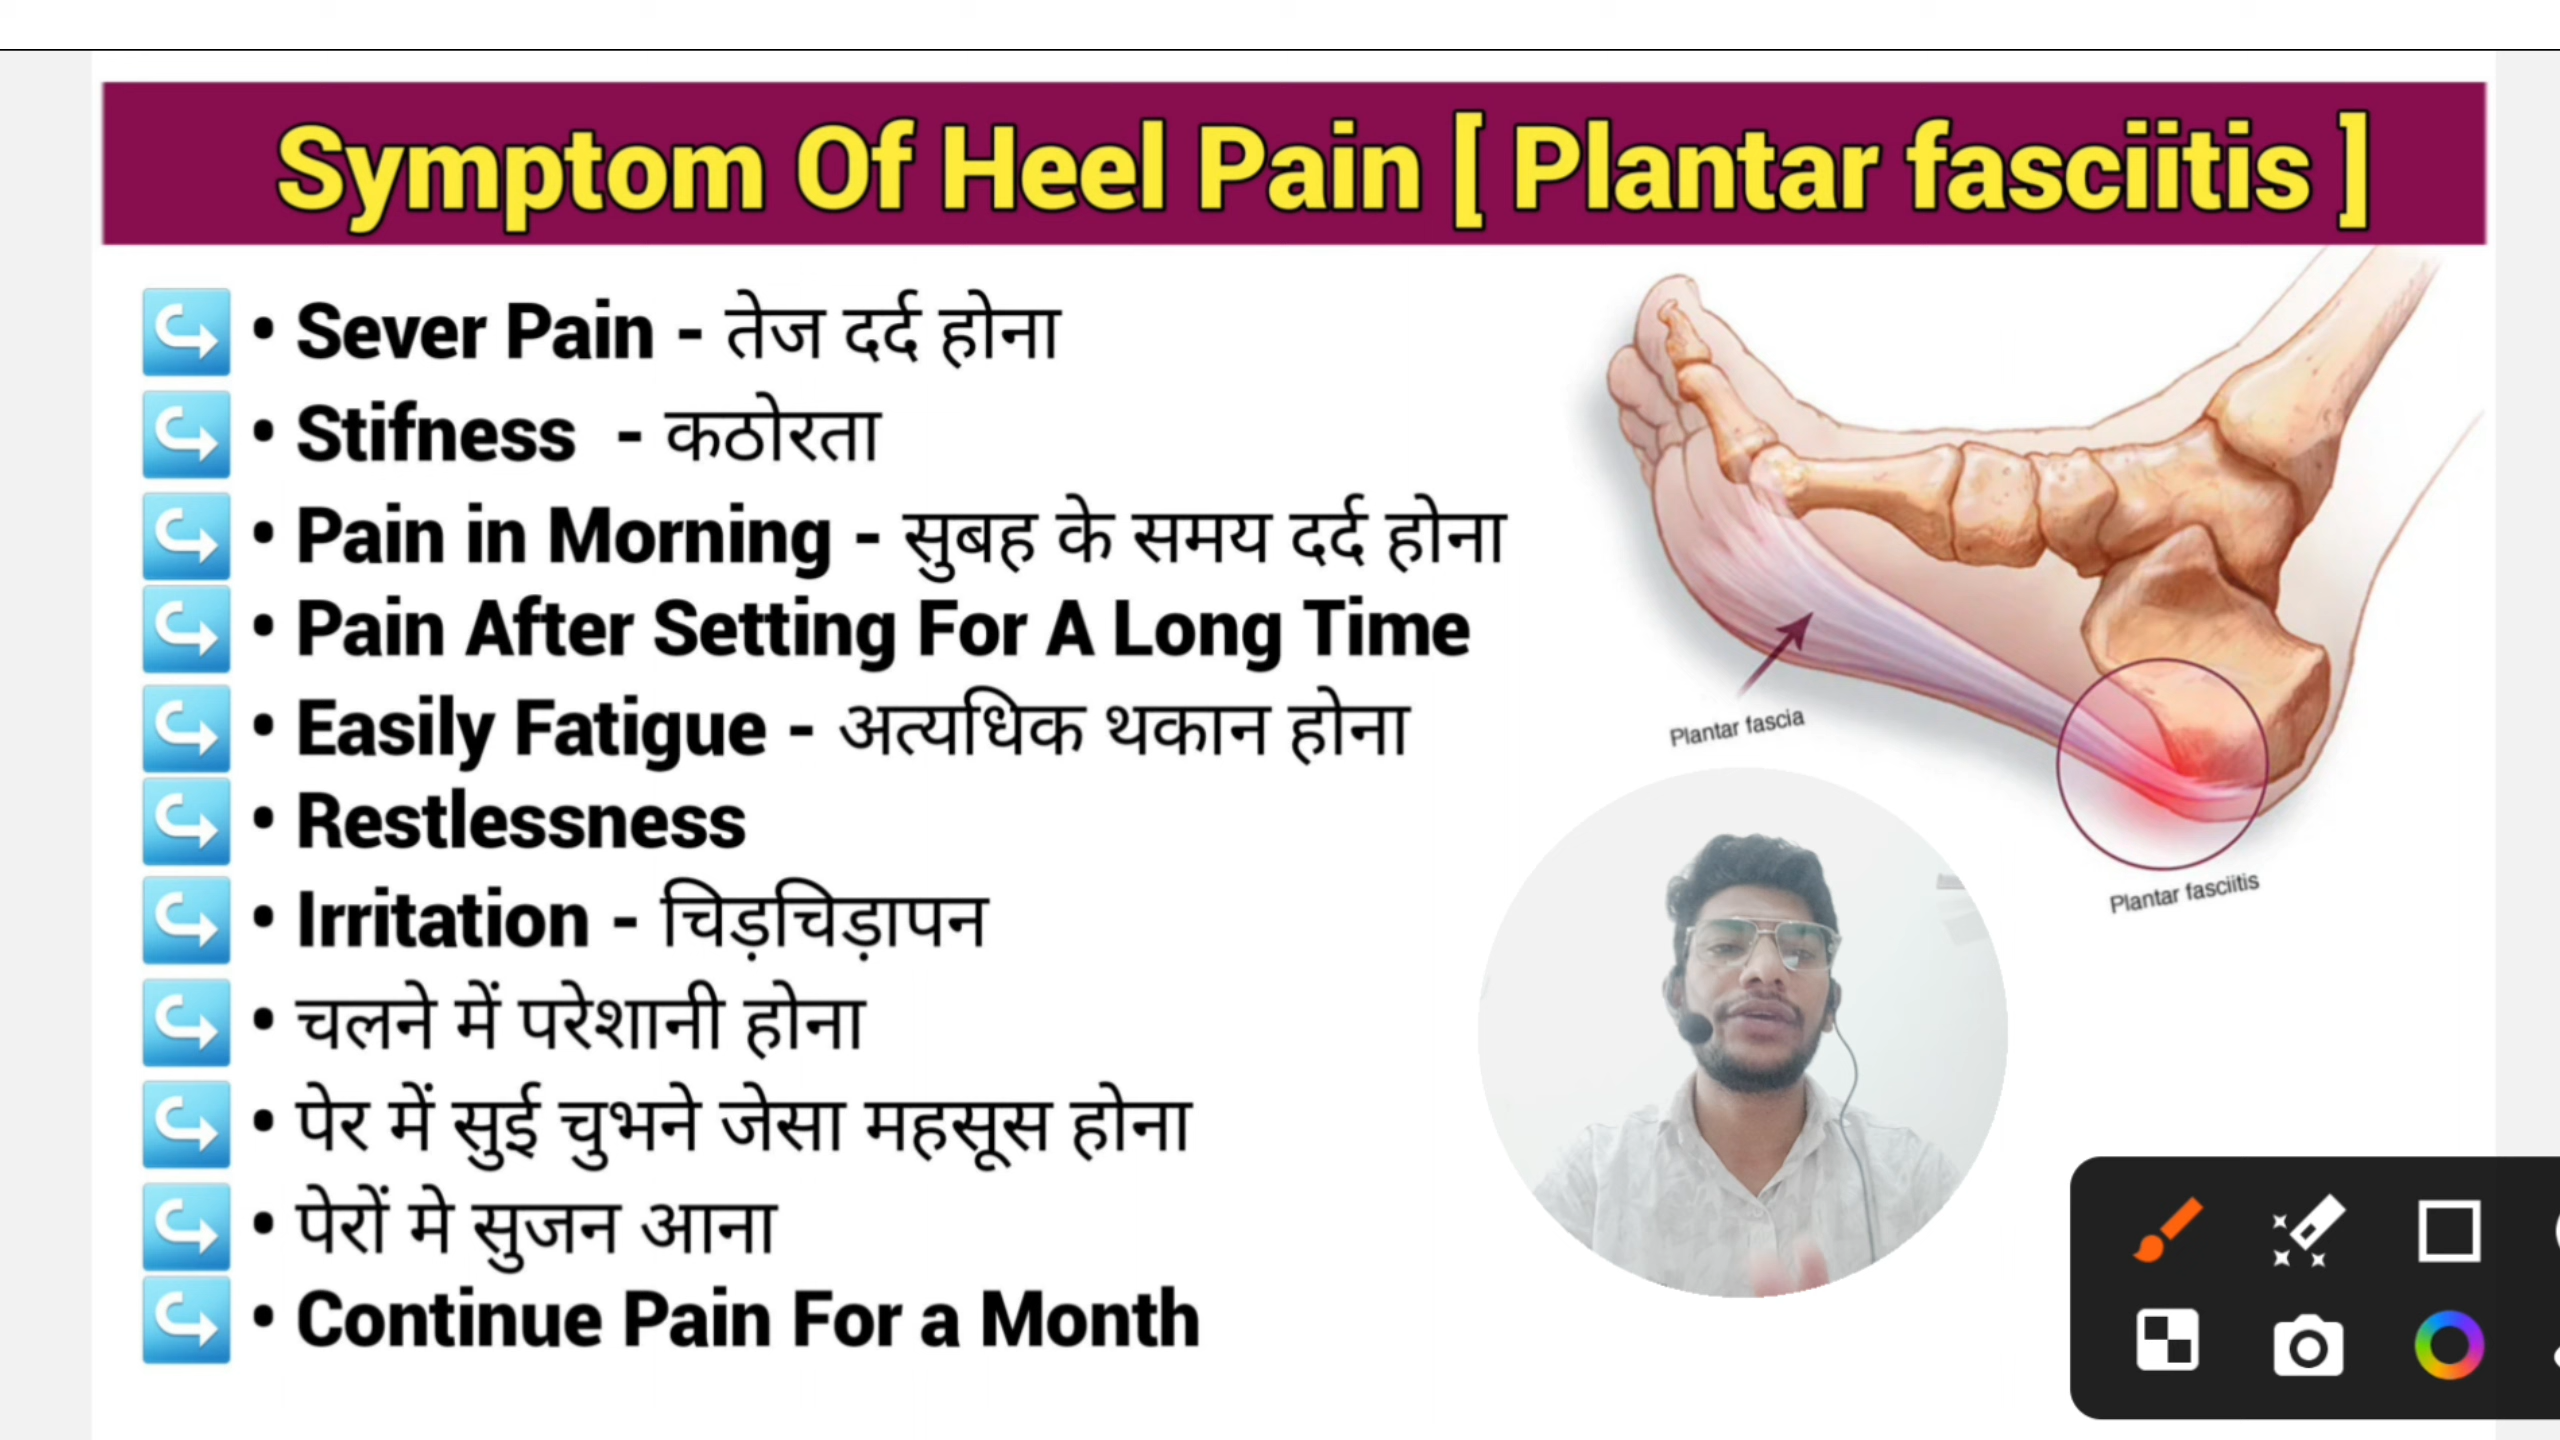 Symptom Of Heel Pain [ Plantar fasciitis ]
• Sever Pain - तेज दर्द होना
• Stifness - कठोरता
• Pain in Morning - सुबह के समय दर्द होना
• Pain After Setting For A Long Time
• Easily Fatigue - अत्यधिक थकान होना
• Restlessness
• Irritation - चिड़चिड़ापन
• चलने में परेशानी होना
• पेर में सुई चुभने जेसा महसूस होना
• पेरों मे सुजन आना
• Continue Pain For a Month
Plantar fascia
Plantar fasciitis